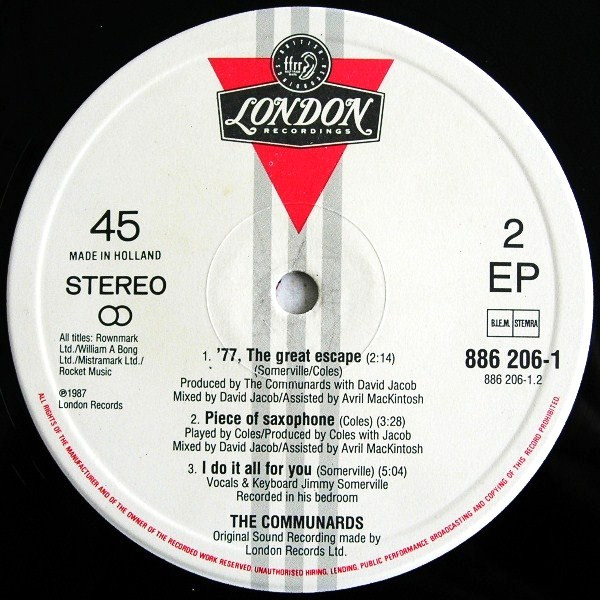 BRITISH RECORDINGS
ffrr
LONDON
RECORDINGS
45
MADE IN HOLLAND
STEREO
2
EP
B.I.E.M. STEMRA
886 206-1
886 206-1.2
All titles: Rownmark
Ltd./William A Bong
Ltd./Mistramark Ltd./
Rocket Music
℗1987
London Records
1. '77, The great escape (2:14)
(Somerville/Coles)
Produced by The Communards with David Jacob
Mixed by David Jacob/Assisted by Avril MacKintosh
2. Piece of saxophone (Coles) (3:28)
Played by Coles/Produced by Coles with Jacob
Mixed by David Jacob/Assisted by Avril MacKintosh
3. I do it all for you (Somerville) (5:04)
Vocals & Keyboard Jimmy Somerville
Recorded in his bedroom
THE COMMUNARDS
Original Sound Recording made by
London Records Ltd.
ALL RIGHTS OF THE MANUFACTURER AND OF THE OWNER OF THE RECORDED WORK RESERVED. UNAUTHORISED HIRING, LENDING, PUBLIC PERFORMANCE BROADCASTING AND COPYING OF THIS RECORD PROHIBITED.